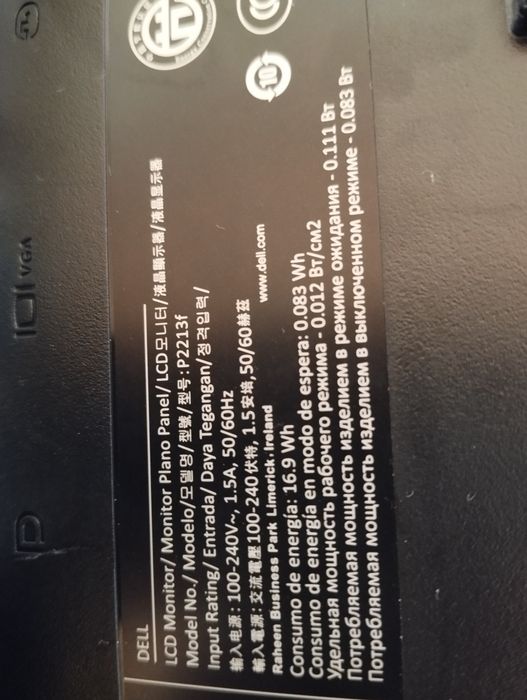 VGA
DELL
LCD Monitor/ Monitor Plano Panel/ LCD모니터/液晶顯示器/液晶显示器
Model No./ Modelo/모델명/型號/型号:P2213f
Input Rating/ Entrada/ Daya Tegangan/정격입력/
输入电源: 100-240V~, 1.5A, 50/60Hz
輸入電源: 交流電壓100-240伏特, 1.5安培,50/60赫茲
Raheen Business Park Limerick ,Ireland
www.dell.com
Consumo de energía: 16.9 Wh
Consumo de energía en modo de espera: 0.083 Wh
Удельная мощность рабочего режима - 0.012 Вт/см2
Потребляемая мощность изделием в режиме ожидания - 0.111 Вт
Потребляемая мощность изделием в выключенном режиме - 0.083 Вт
10